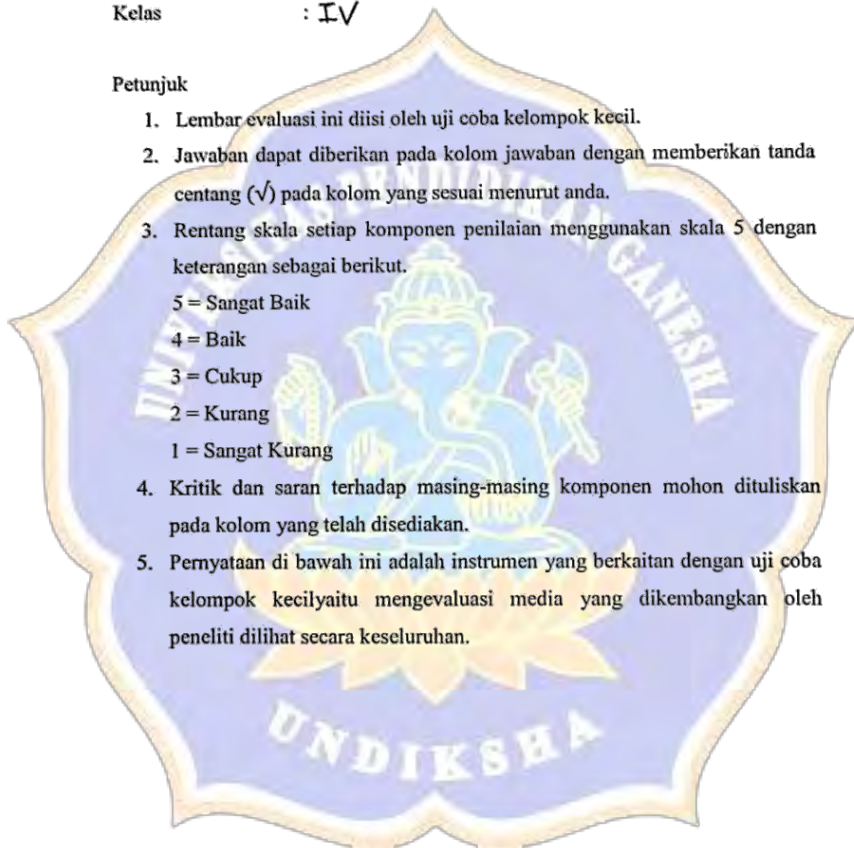 Kelas : IV
Petunjuk
1. Lembar evaluasi ini diisi oleh uji coba kelompok kecil.
2. Jawaban dapat diberikan pada kolom jawaban dengan memberikan tanda
centang (√) pada kolom yang sesuai menurut anda.
3. Rentang skala setiap komponen penilaian menggunakan skala 5 dengan
keterangan sebagai berikut.
5 = Sangat Baik
4 = Baik
3 = Cukup
2 = Kurang
1 = Sangat Kurang
4. Kritik dan saran terhadap masing-masing komponen mohon dituliskan
pada kolom yang telah disediakan.
5. Pernyataan di bawah ini adalah instrumen yang berkaitan dengan uji coba
kelompok kecilyaitu mengevaluasi media yang dikembangkan oleh
peneliti dilihat secara keseluruhan.
UNIVERSITAS PENDIDIKAN GANESHA
UNDIKSHA